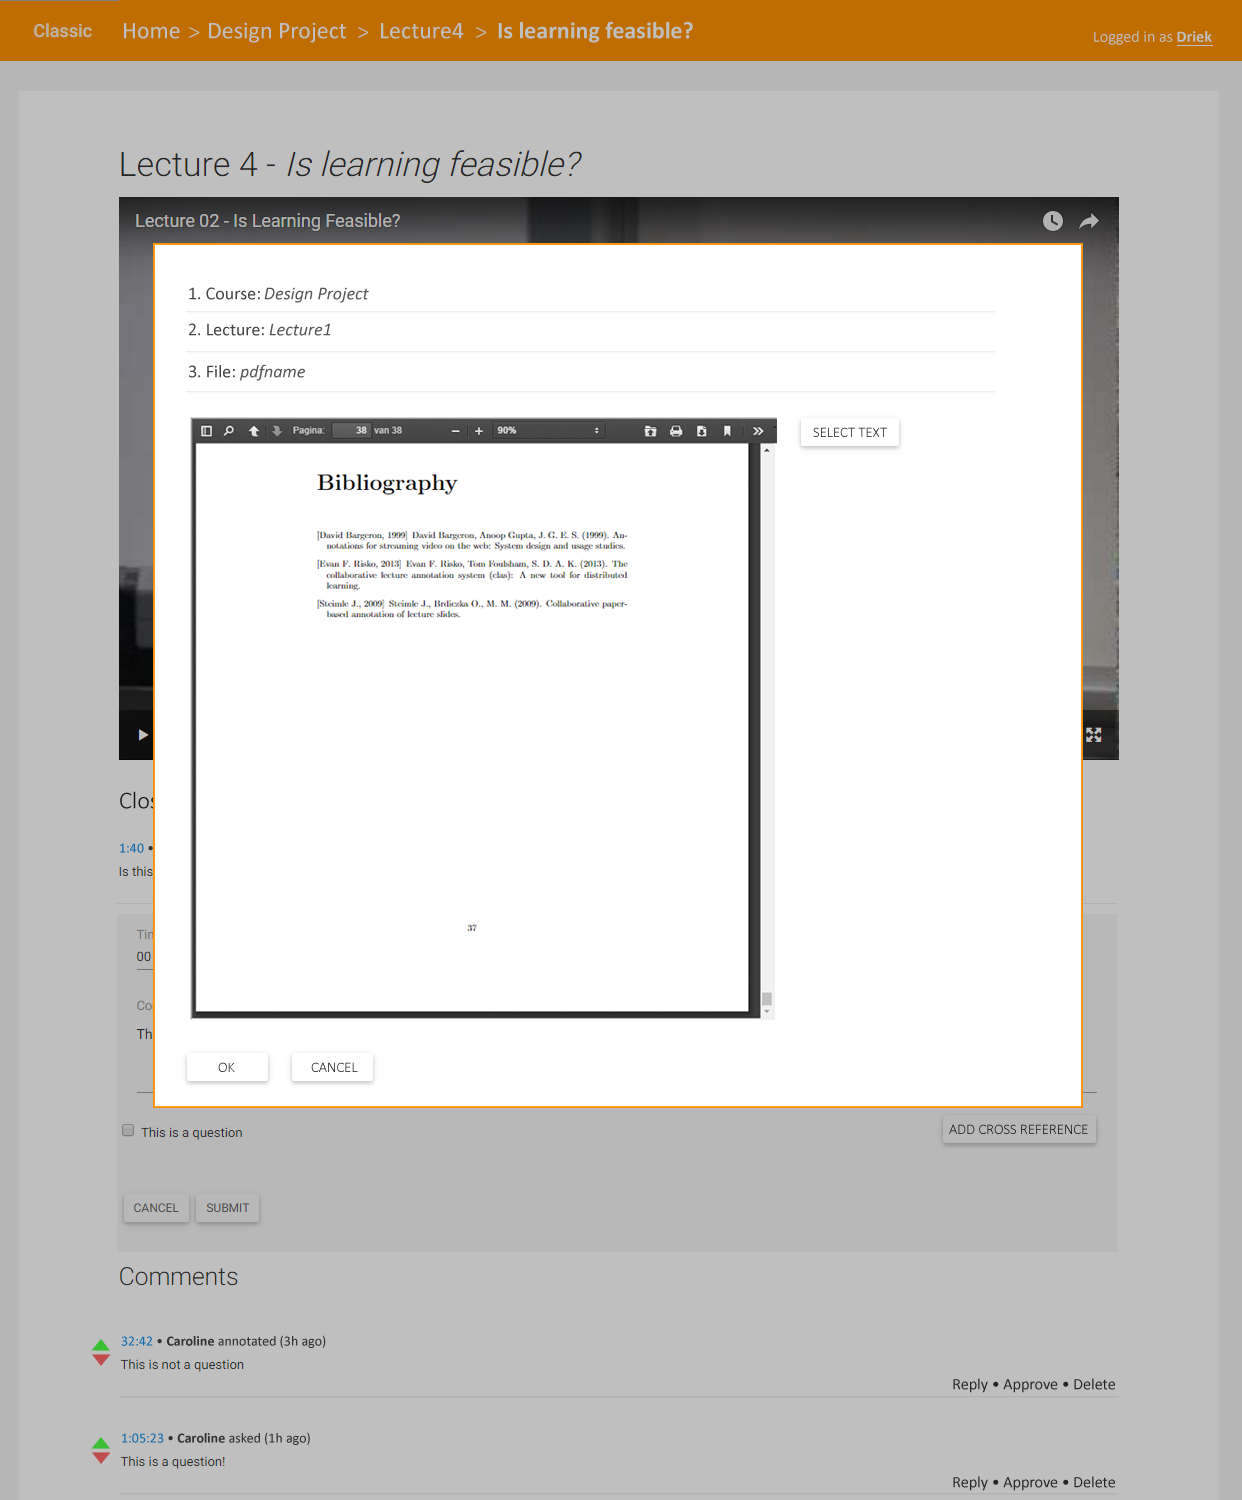 Classic Home > Design Project > Lecture4 > Is learning feasible?
Logged in as Driek
Lecture 4 - Is learning feasible?
Lecture 02 - Is Learning Feasible?
1. Course: Design Project
2. Lecture: Lecture1
3. File: pdfname
Pagina: 38 van 38 90%
SELECT TEXT
Bibliography
[David Bargeron, 1999] David Bargeron, Anoop Gupta, J. G. E. S. (1999). An-
notations for streaming video on the web: System design and usage studies.
[Evan F. Risko, 2013] Evan F. Risko, Tom Foulsham, S. D. A. K. (2013). The
collaborative lecture annotation system (clas): A new tool for distributed
learning.
[Steimle J., 2009] Steimle J., Brdiczka O., M. M. (2009). Collaborative paper-
based annotation of lecture slides.
37
OK CANCEL
Clos
1:40 •
Is this
Tin
00
Co
Th
This is a question
ADD CROSS REFERENCE
CANCEL SUBMIT
Comments
32:42 • Caroline annotated (3h ago)
This is not a question
Reply • Approve • Delete
1:05:23 • Caroline asked (1h ago)
This is a question!
Reply • Approve • Delete